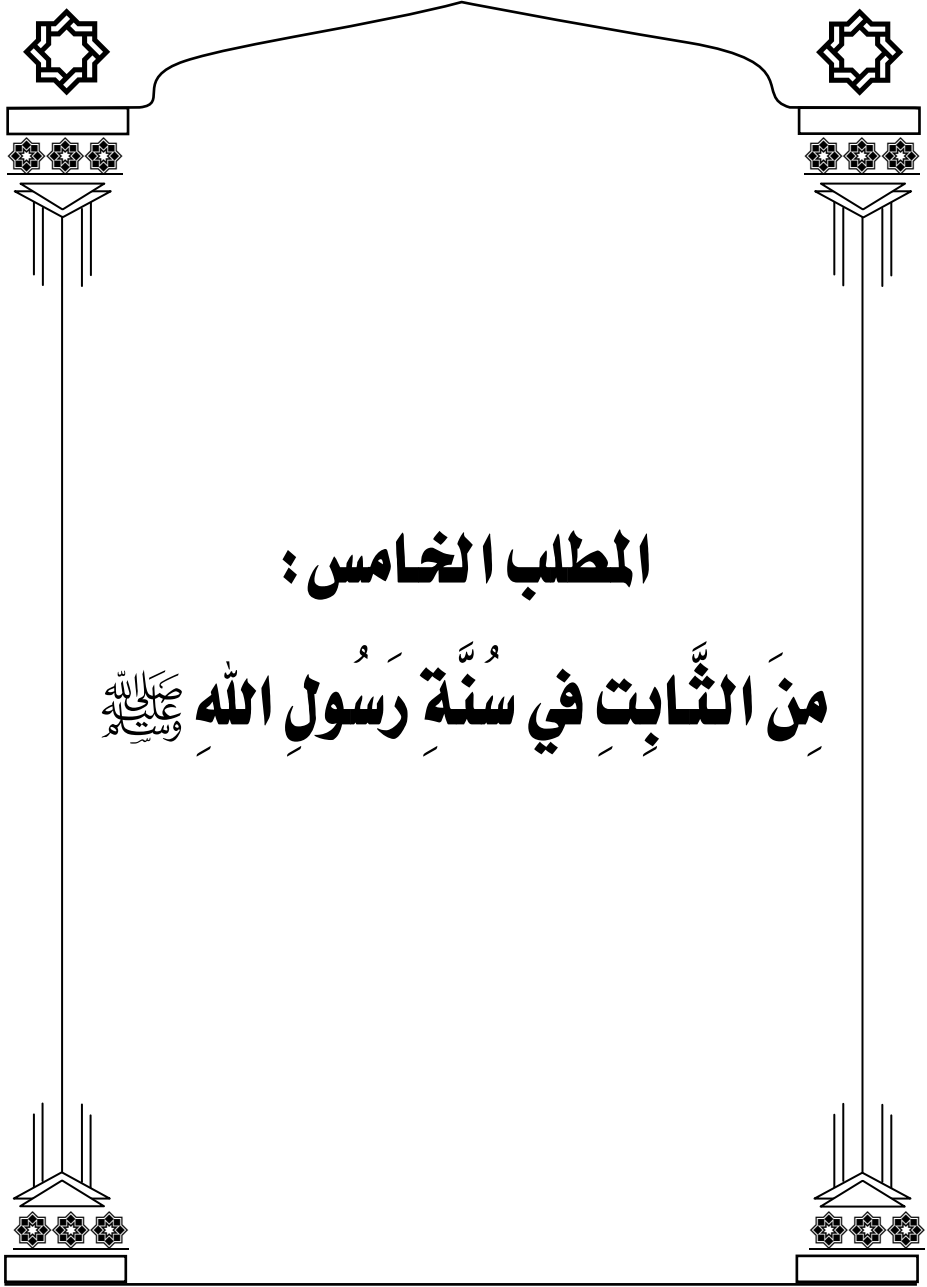 المطلب الخامس :
مِنَ الثَّابِتِ في سُنَّةِ رَسُولِ اللهِ ﷺ